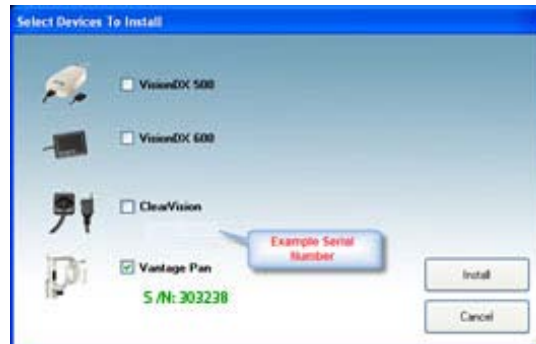 Select Devices To Install
VisionDX 500
VisionDX 600
ClearVision
Example Serial
Number
Vantage Pan
S /N: 303238
Install
Cancel